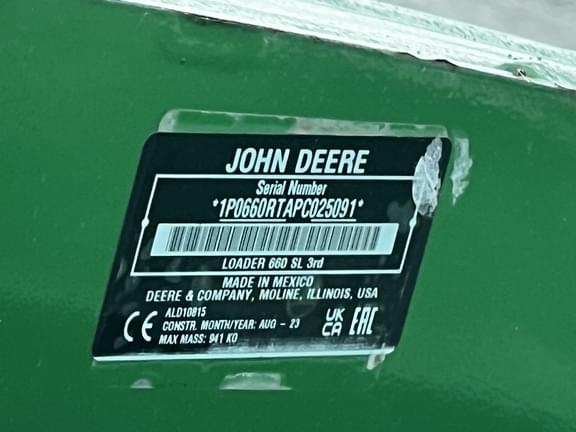 JOHN DEERE
Serial Number
*1P0660RTAPC025091*
LOADER 660 SL 3rd
MADE IN MEXICO
DEERE & COMPANY, MOLINE, ILLINOIS, USA
ALD10815
CONSTR. MONTH/YEAR: AUG - 23
MAX MASS: 941 KG
CE
UK
CA
EAC